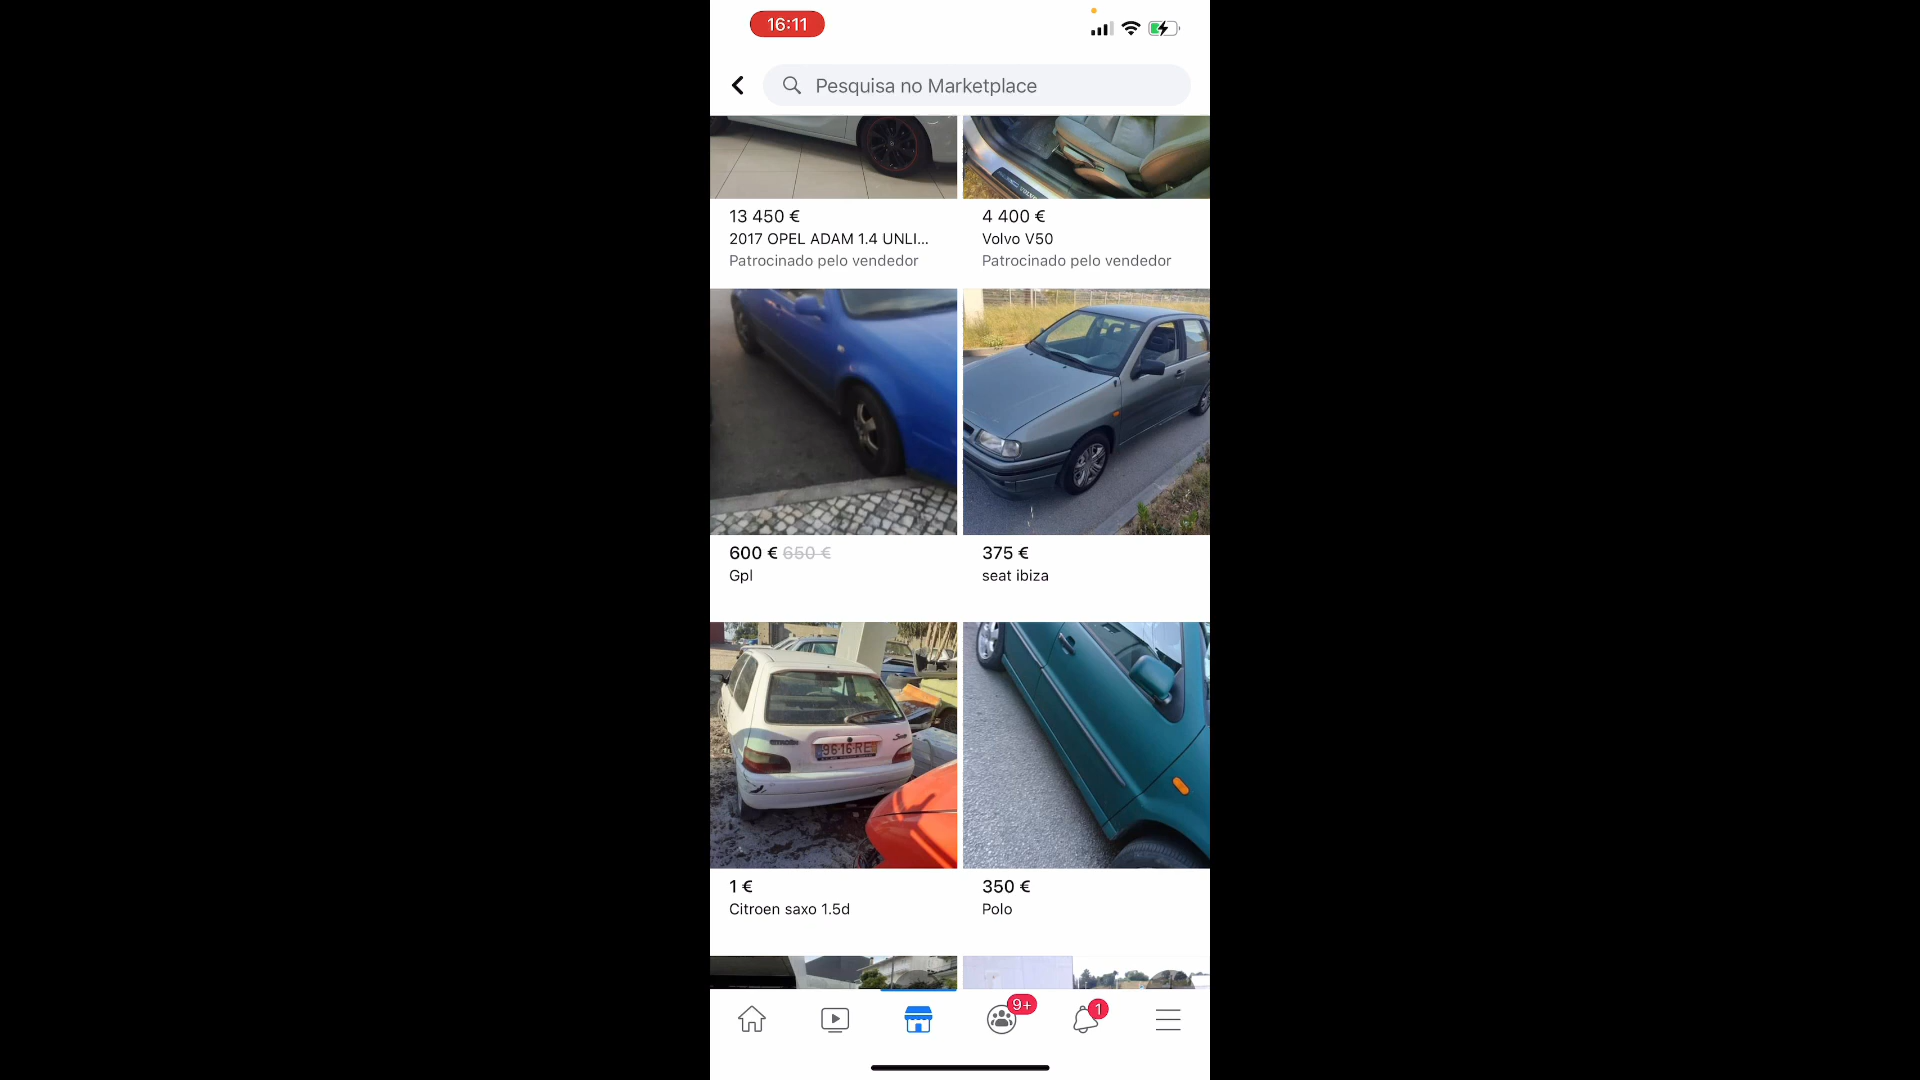 16:11
Pesquisa no Marketplace
13 450 €
2017 OPEL ADAM 1.4 UNLI...
Patrocinado pelo vendedor
4 400 €
Volvo V50
Patrocinado pelo vendedor
600 € 650 €
Gpl
375 €
seat ibiza
96-16-RE
1 €
Citroen saxo 1.5d
350 €
Polo
9+
1